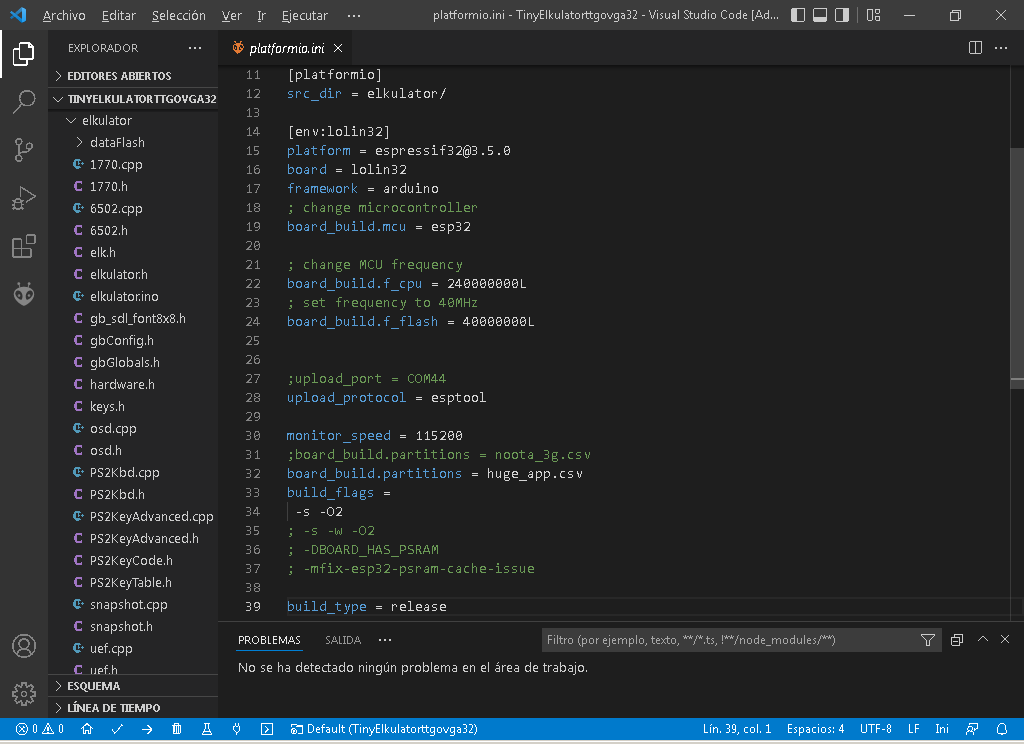 Archivo Editar Selección Ver Ir Ejecutar ··· platformio.ini - TinyElkulatorttgovga32 - Visual Studio Code [Ad...
EXPLORADOR ···
EDITORES ABIERTOS
TINYELKULATORTTGOVGA32
elkulator
dataFlash
1770.cpp
C 1770.h
6502.cpp
C 6502.h
C elk.h
C elkulator.h
elkulator.ino
C gb_sdl_font8x8.h
C gbConfig.h
C gbGlobals.h
C hardware.h
C keys.h
osd.cpp
C osd.h
PS2Kbd.cpp
C PS2Kbd.h
PS2KeyAdvanced.cpp
C PS2KeyAdvanced.h
C PS2KeyCode.h
C PS2KeyTable.h
snapshot.cpp
C snapshot.h
uef.cpp
C uef.h
ESQUEMA
LÍNEA DE TIEMPO
platformio.ini
11 [platformio]
12 src_dir = elkulator/
13
14 [env:lolin32]
15 platform = espressif32@3.5.0
16 board = lolin32
17 framework = arduino
18 ; change microcontroller
19 board_build.mcu = esp32
20
21 ; change MCU frequency
22 board_build.f_cpu = 240000000L
23 ; set frequency to 40MHz
24 board_build.f_flash = 40000000L
25
26
27 ;upload_port = COM44
28 upload_protocol = esptool
29
30 monitor_speed = 115200
31 ;board_build.partitions = noota_3g.csv
32 board_build.partitions = huge_app.csv
33 build_flags =
34 -s -O2
35 ; -s -w -O2
36 ; -DBOARD_HAS_PSRAM
37 ; -mfix-esp32-psram-cache-issue
38
39 build_type = release
PROBLEMAS SALIDA ··· Filtro (por ejemplo, texto, **/*.ts, !**/node_modules/**)
No se ha detectado ningún problema en el área de trabajo.
0 0 Default (TinyElkulatorttgovga32) Lín. 39, col. 1 Espacios: 4 UTF-8 LF Ini